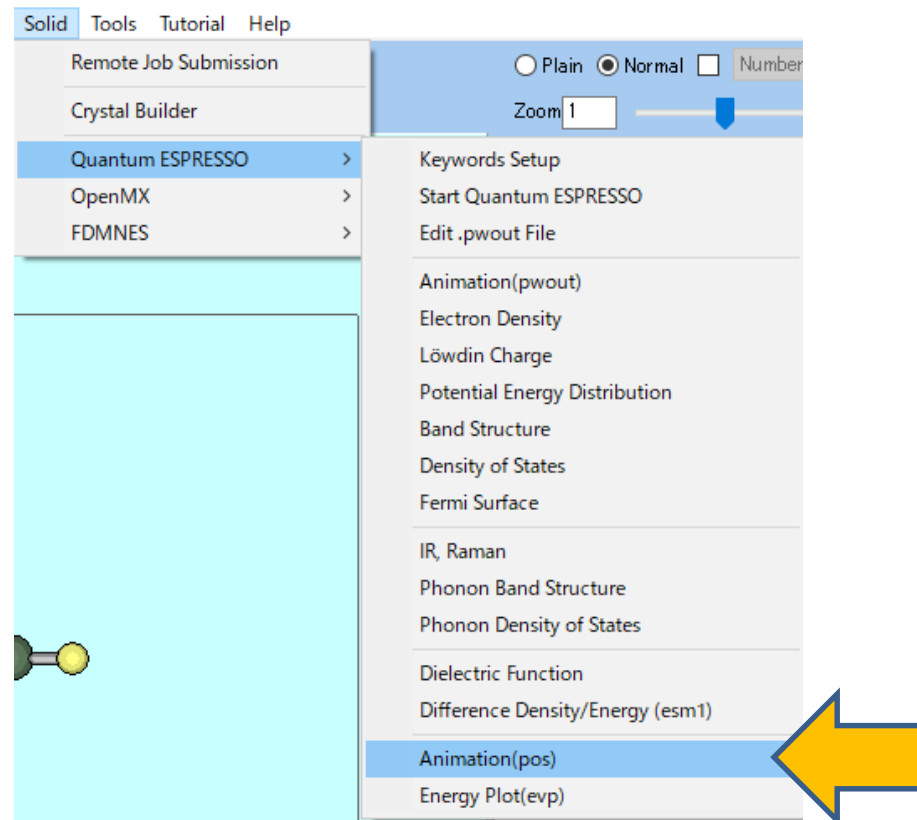 Solid Tools Tutorial Help
Remote Job Submission
Plain Normal Number
Crystal Builder
Zoom 1
Quantum ESPRESSO
OpenMX
FDMNES
Keywords Setup
Start Quantum ESPRESSO
Edit .pwout File
Animation(pwout)
Electron Density
Löwdin Charge
Potential Energy Distribution
Band Structure
Density of States
Fermi Surface
IR, Raman
Phonon Band Structure
Phonon Density of States
Dielectric Function
Difference Density/Energy (esm1)
Animation(pos)
Energy Plot(evp)